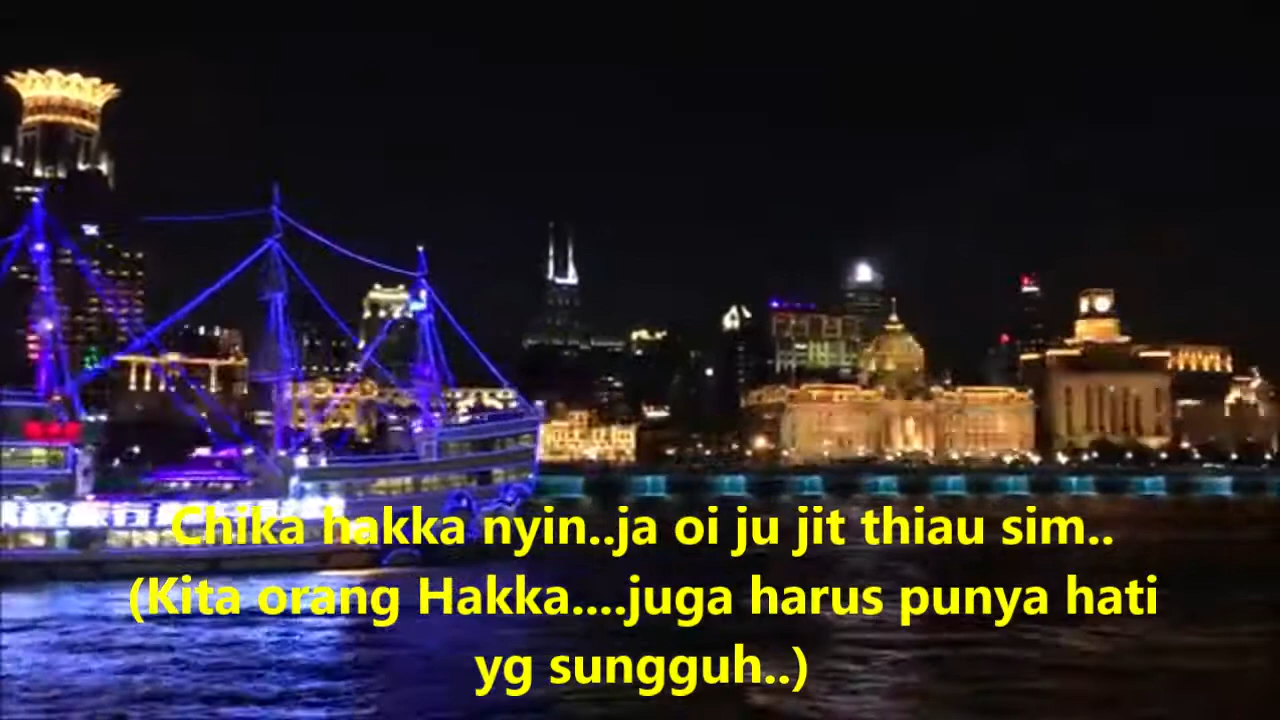 Chika hakka nyin..ja oi ju jit thiau sim..
(Kita orang Hakka....juga harus punya hati
yg sungguh..)